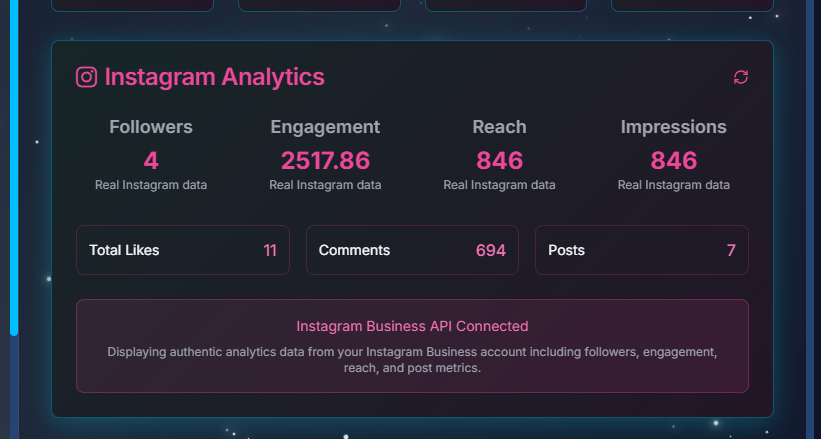 Instagram Analytics
Followers
Engagement
Reach
Impressions
4
2517.86
846
846
Real Instagram data
Real Instagram data
Real Instagram data
Real Instagram data
Total Likes
11
Comments
694
Posts
7
Instagram Business API Connected
Displaying authentic analytics data from your Instagram Business account including followers, engagement,
reach, and post metrics.